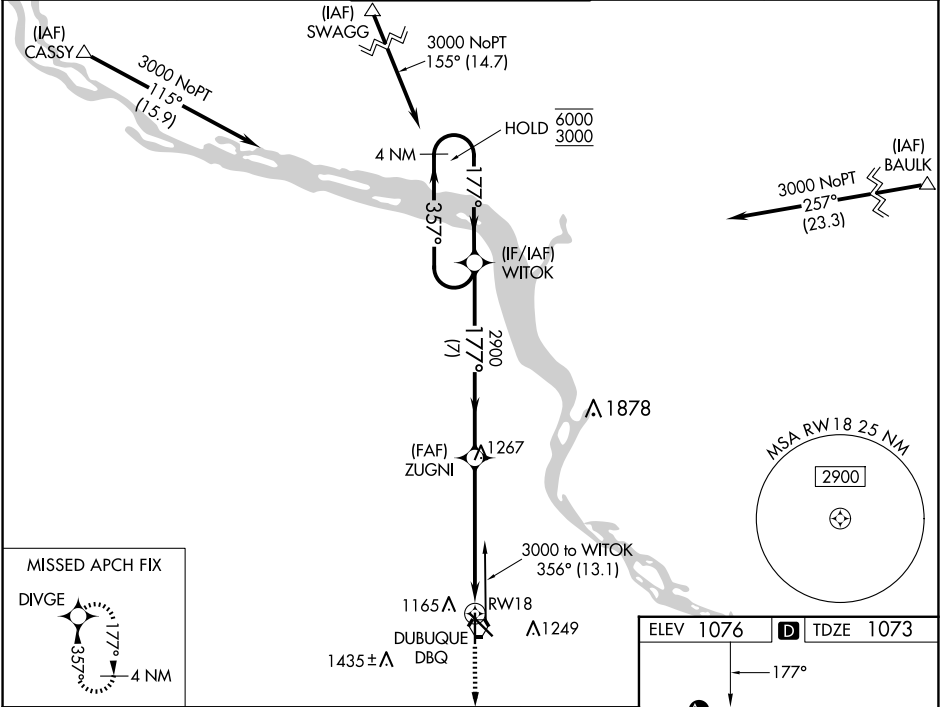 (IAF)
SWAGG
3000 NoPT
155° (14.7)
(IAF)
CASSY
3000 NoPT
115°
(15.9)
HOLD
6000
3000
4 NM
177°
357°
(IAF)
BAULK
3000 NoPT
257°
(23.3)
(IF/IAF)
WITOK
2900
177°
(7)
1878
(FAF)
ZUGNI
1267
MSA RW18 25 NM
2900
3000 to WITOK
356° (13.1)
1165
RW18
DUBUQUE
DBQ
1249
1435±
MISSED APCH FIX
DIVGE
177°
357°
4 NM
ELEV 1076 D TDZE 1073
177°